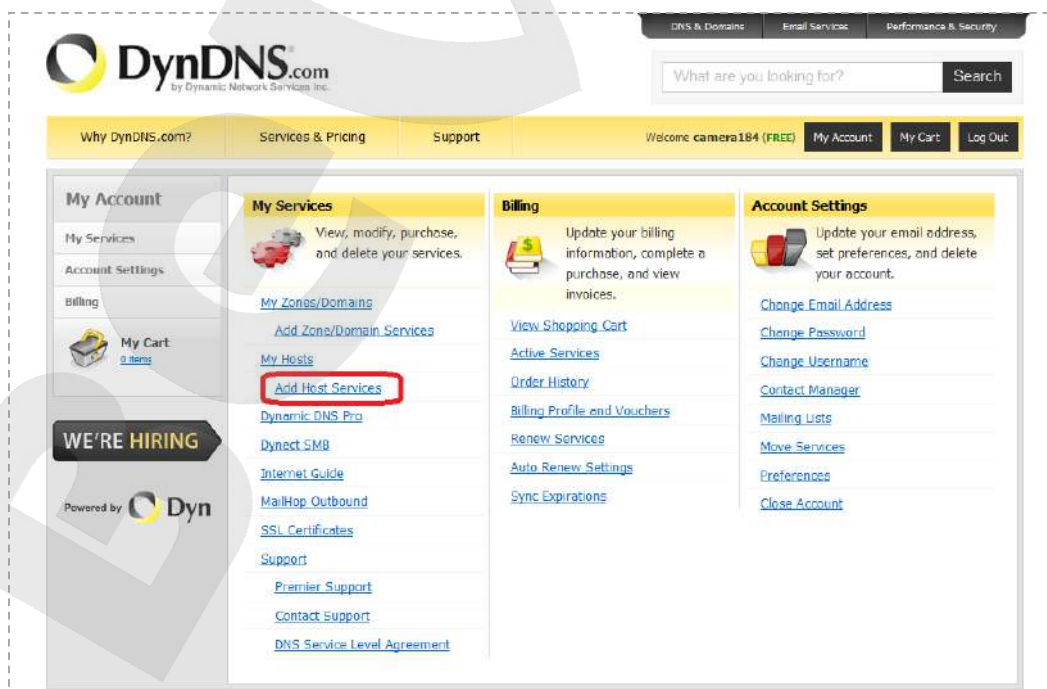 DNS & Domains Email Services Performance & Security
DynDNS.com
by Dynamic Network Services Inc.
What are you looking for? Search
Why DynDNS.com? Services & Pricing Support Welcome camera184 (FREE) My Account My Cart Log Out
My Account
My Services
Account Settings
Billing
My Cart
0 items
WE'RE HIRING
Powered by Dyn
My Services
View, modify, purchase,
and delete your services.
My Zones/Domains
Add Zone/Domain Services
My Hosts
Add Host Services
Dynamic DNS Pro
Dynect SMB
Internet Guide
MailHop Outbound
SSL Certificates
Support
Premier Support
Contact Support
DNS Service Level Agreement
Billing
Update your billing
information, complete a
purchase, and view
invoices.
View Shopping Cart
Active Services
Order History
Billing Profile and Vouchers
Renew Services
Auto Renew Settings
Sync Expirations
Account Settings
Update your email address,
set preferences, and delete
your account.
Change Email Address
Change Password
Change Username
Contact Manager
Mailing Lists
Move Services
Preferences
Close Account